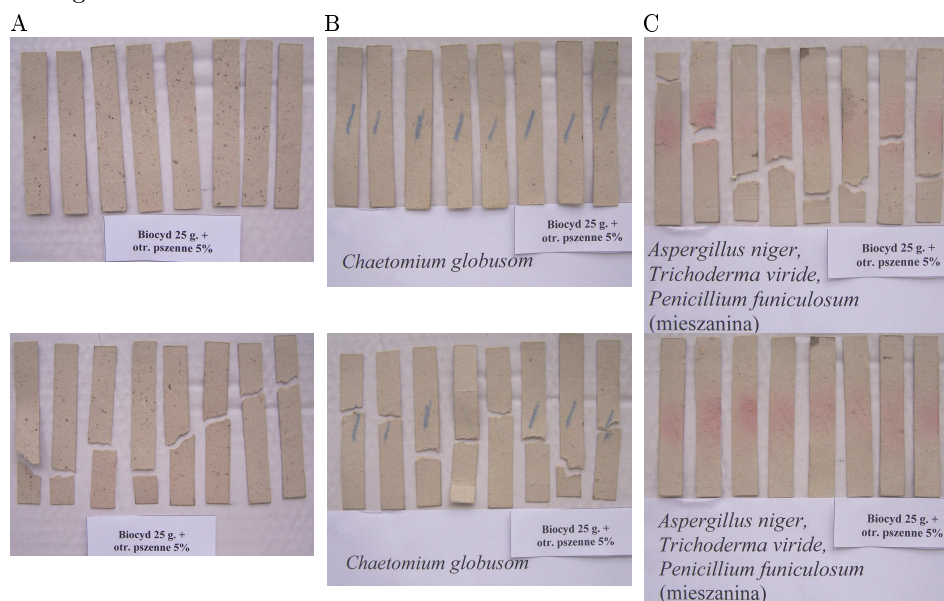 A
B
C
Biocyd 25 g. +
otr. pszenne 5%
Biocyd 25 g. +
otr. pszenne 5%
Chaetomium globusom
Aspergillus niger,
Trichoderma viride,
Penicillium funiculosum
(mieszanina)
Biocyd 25 g. +
otr. pszenne 5%
Biocyd 25 g. +
otr. pszenne 5%
Biocyd 25 g. +
otr. pszenne 5%
Chaetomium globusom
Aspergillus niger,
Trichoderma viride,
Penicillium funiculosum
(mieszanina)
Biocyd 25 g. +
otr. pszenne 5%